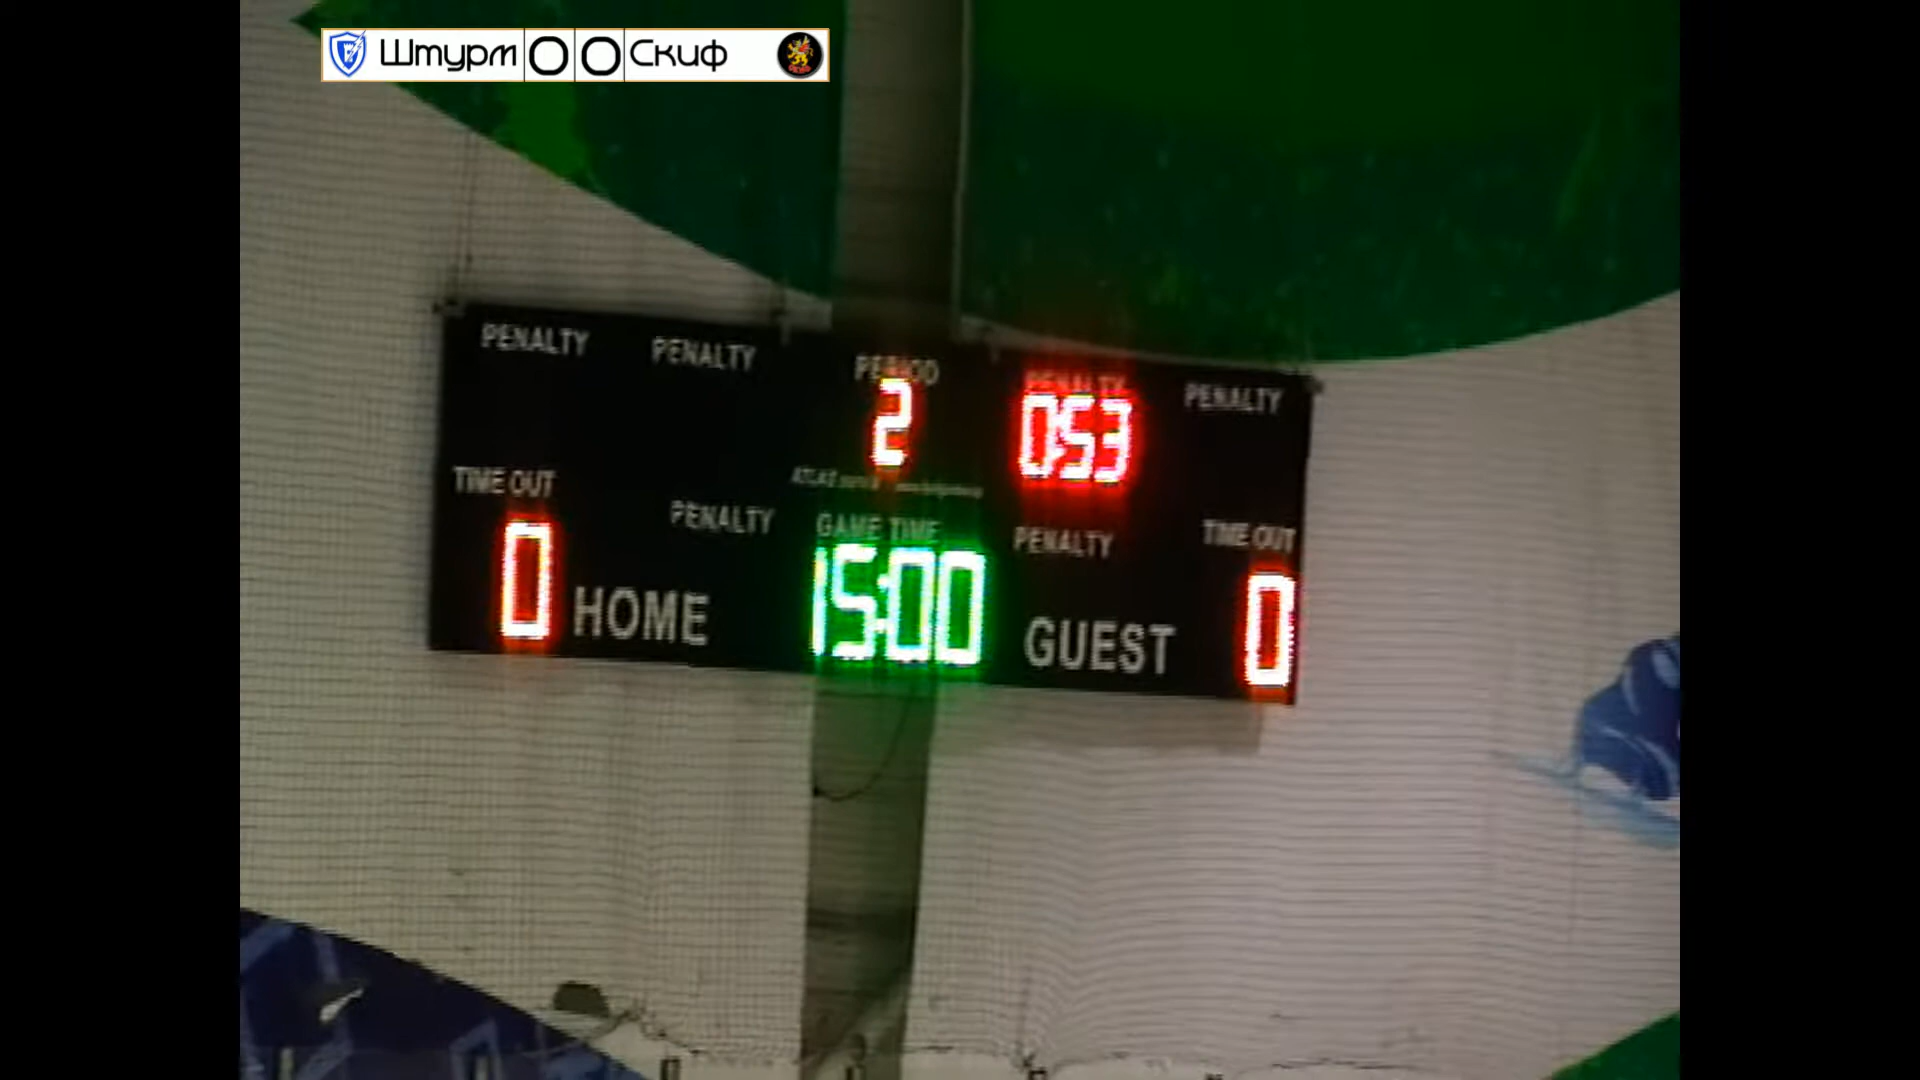 Штурм 0 0 Скиф
PENALTY PENALTY PERIOD PENALTY PENALTY
2 0:53
TIME OUT PENALTY GAME TIME PENALTY TIME OUT
0 HOME 15:00 GUEST 0